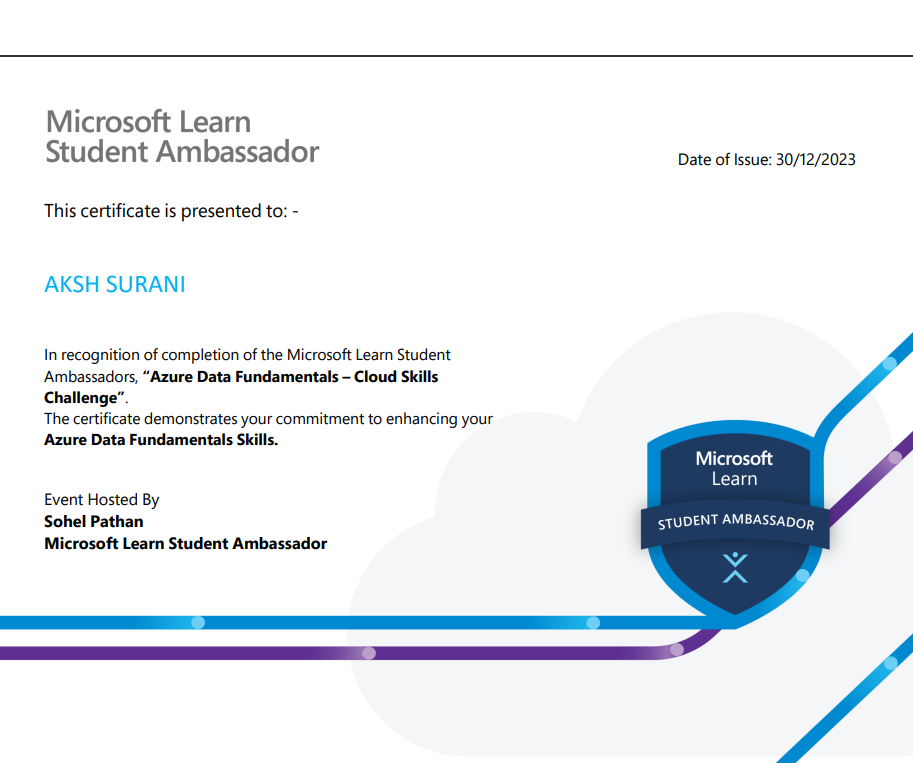 Microsoft Learn
Student Ambassador
Date of Issue: 30/12/2023
This certificate is presented to: -
AKSH SURANI
In recognition of completion of the Microsoft Learn Student
Ambassadors, “Azure Data Fundamentals – Cloud Skills
Challenge”.
The certificate demonstrates your commitment to enhancing your
Azure Data Fundamentals Skills.
Event Hosted By
Sohel Pathan
Microsoft Learn Student Ambassador
Microsoft
Learn
STUDENT AMBASSADOR